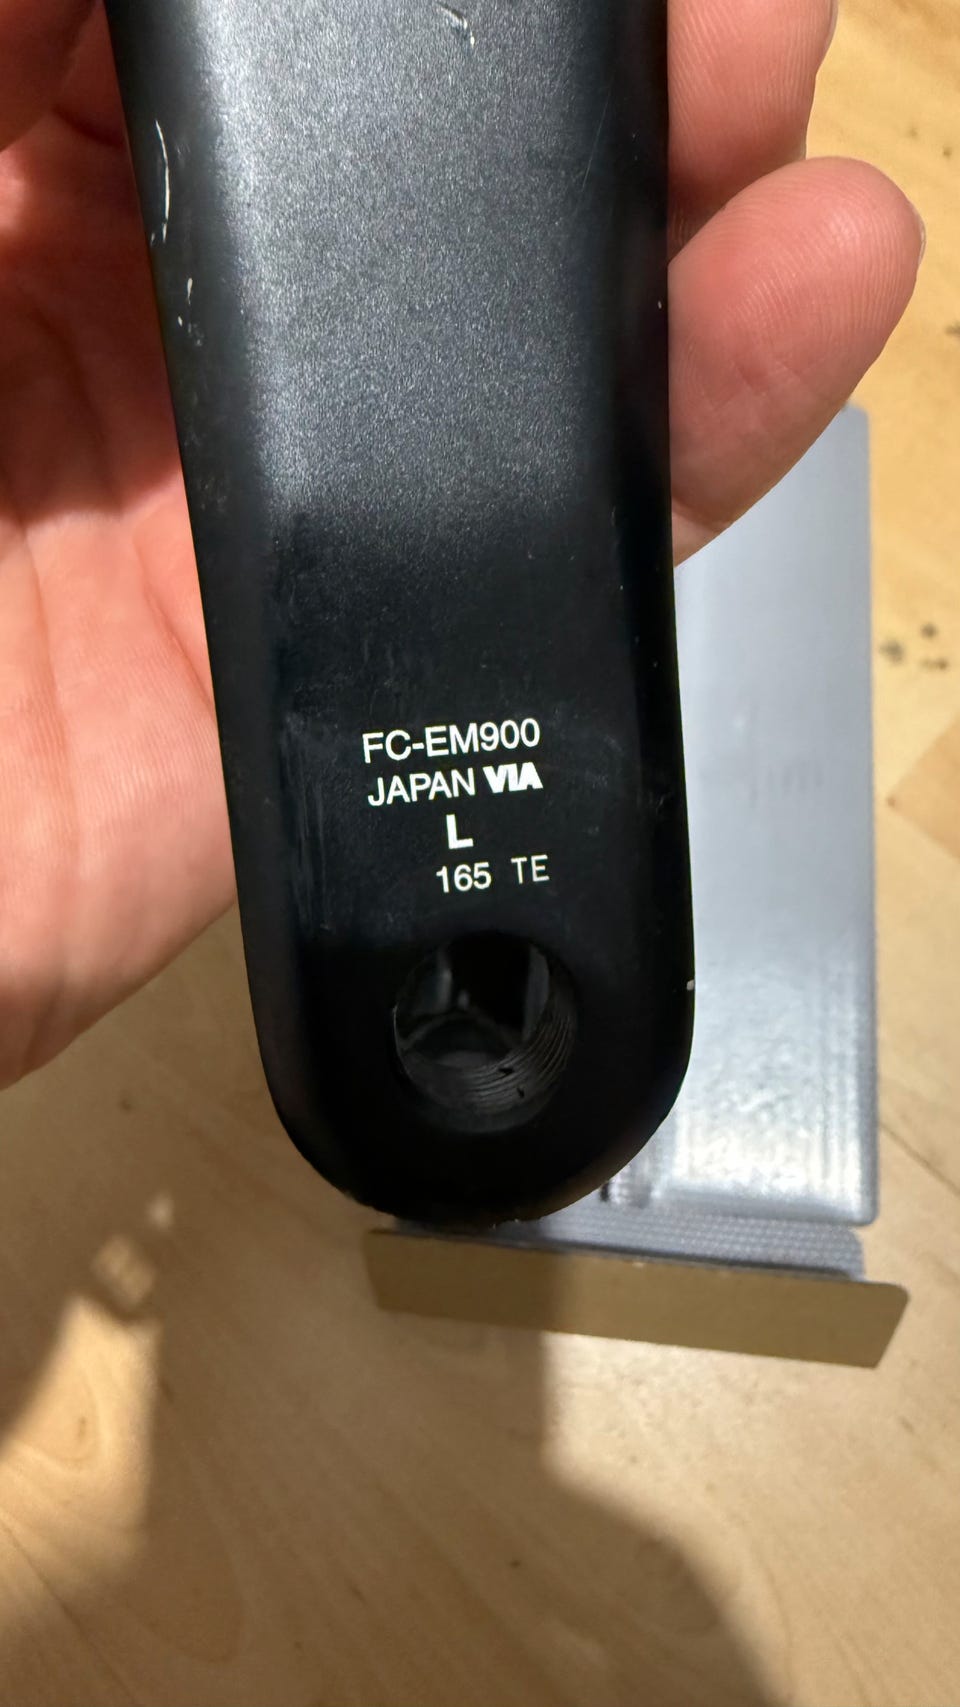 FC-EM900
JAPAN VIA
L
165 TE